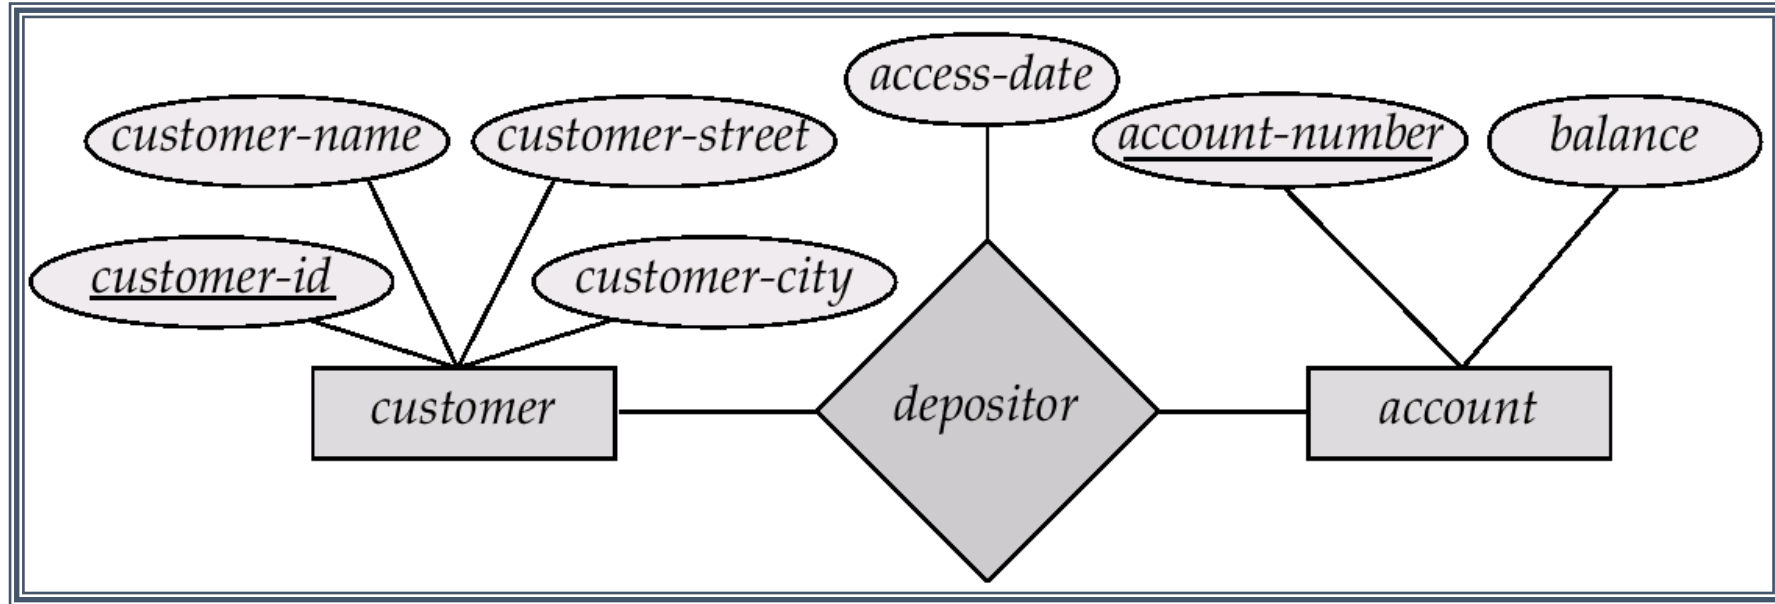 access-date
customer-name
customer-street
account-number
balance
customer-id
customer-city
customer
depositor
account